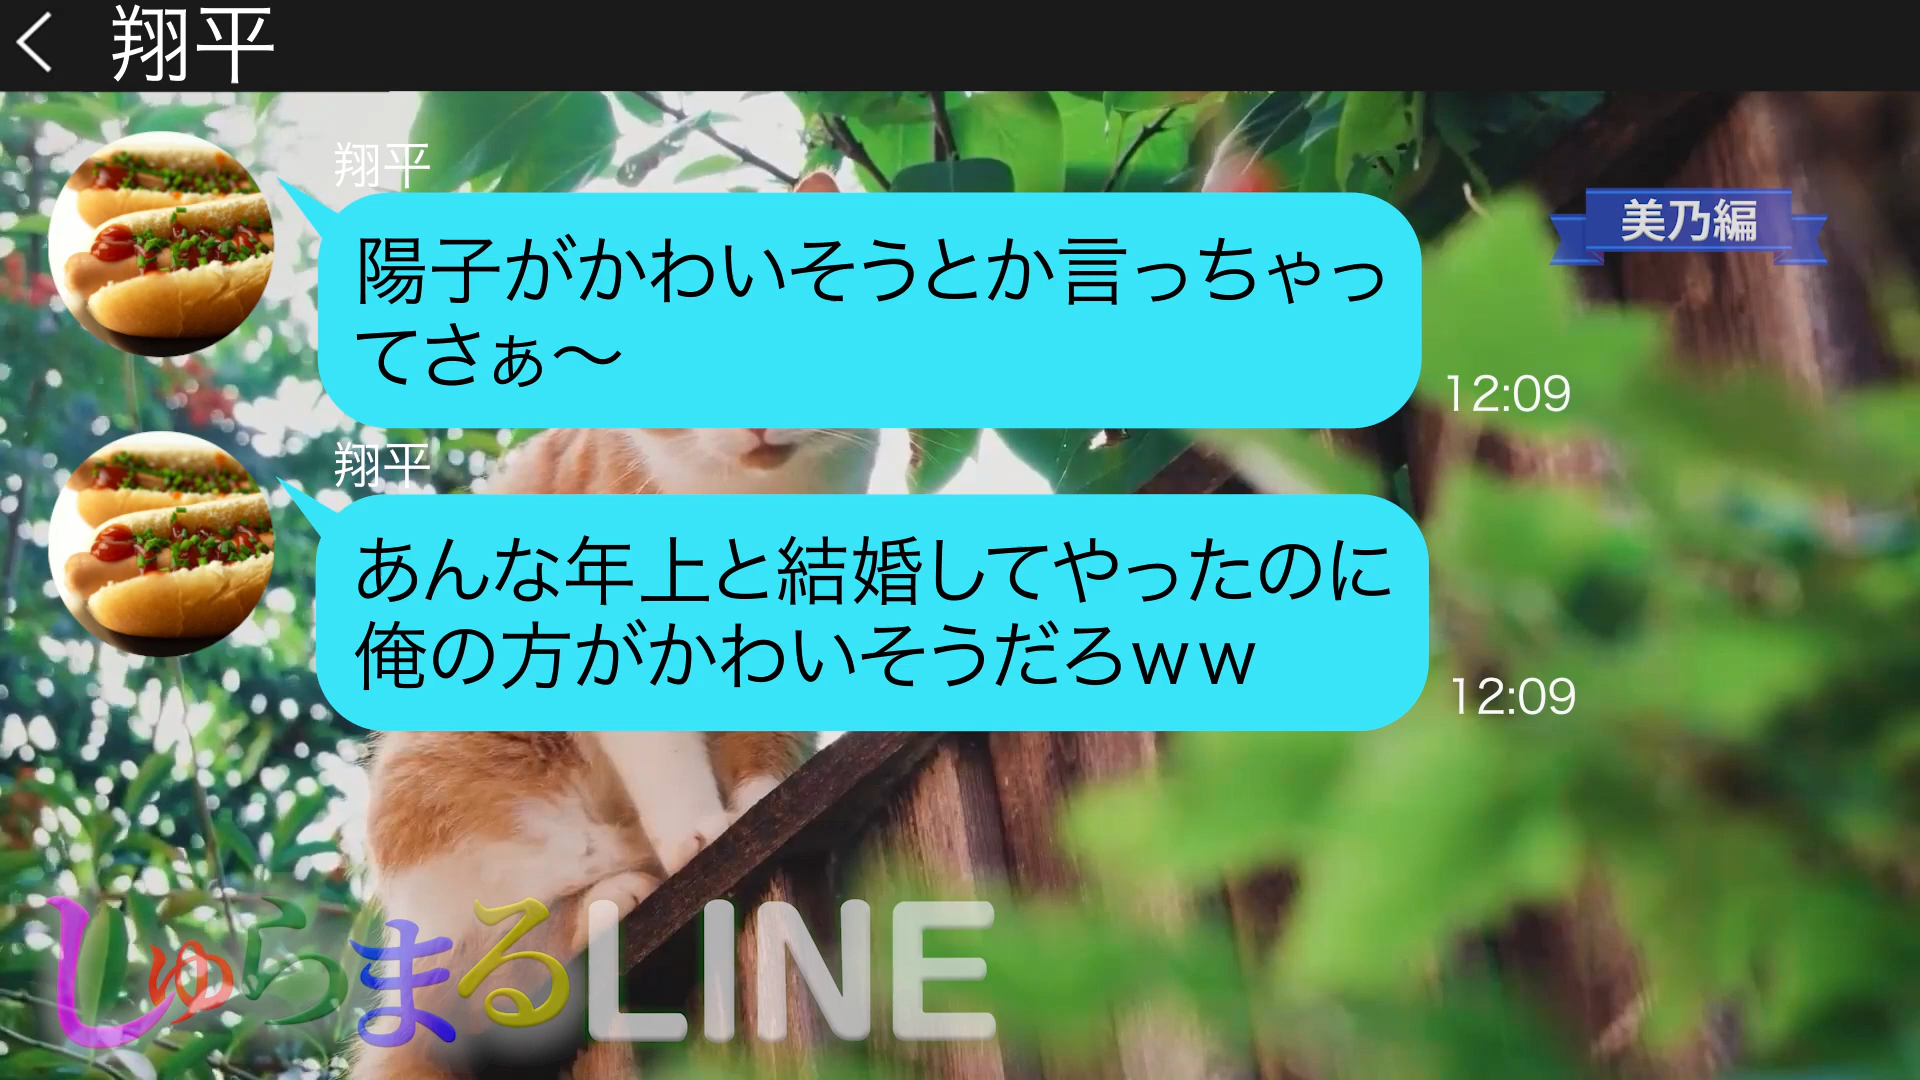 翔平
翔平
美乃編
陽子がかわいそうとか言っちゃっ
てさぁ～
12:09
翔平
あんな年上と結婚してやったのに
俺の方がかわいそうだろww
12:09
しゅらまるLINE